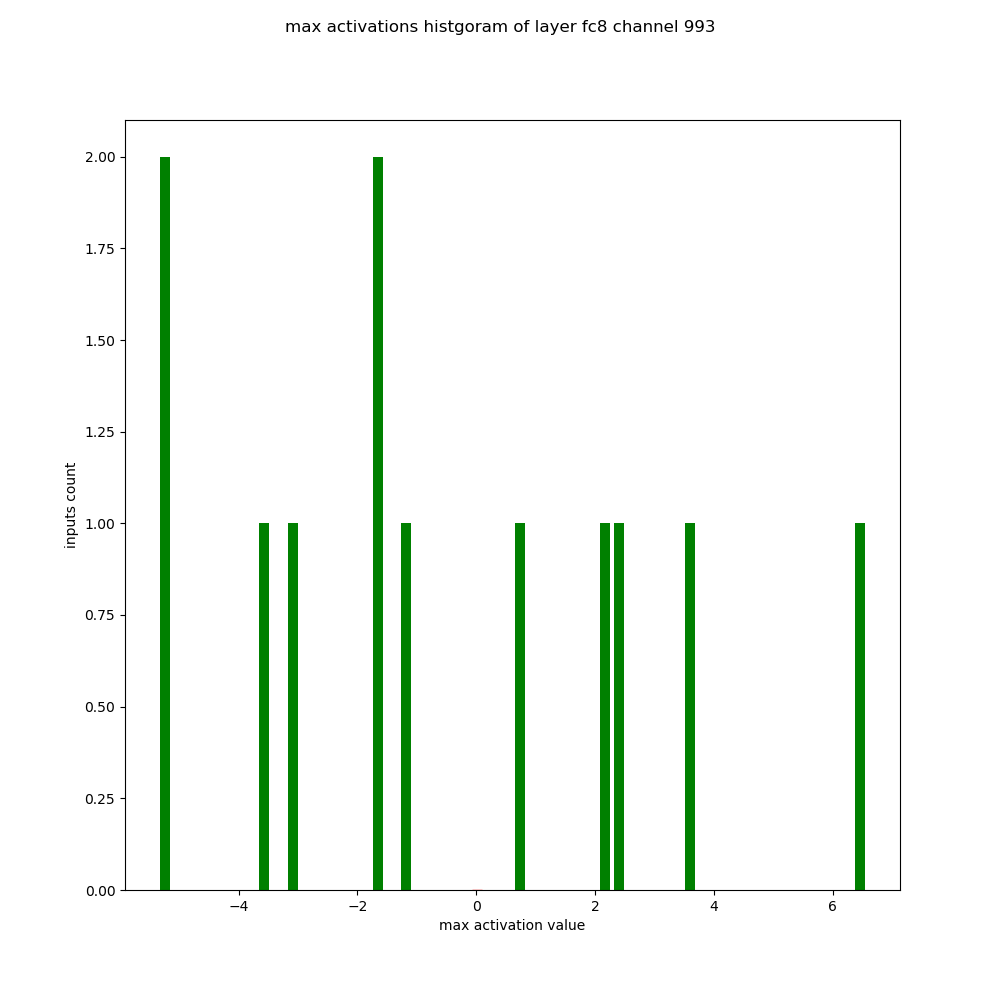 max activations histgoram of layer fc8 channel 993
2.00
1.75
1.50
1.25
1.00
0.75
0.50
0.25
0.00
inputs count
−4 −2 0 2 4 6
max activation value